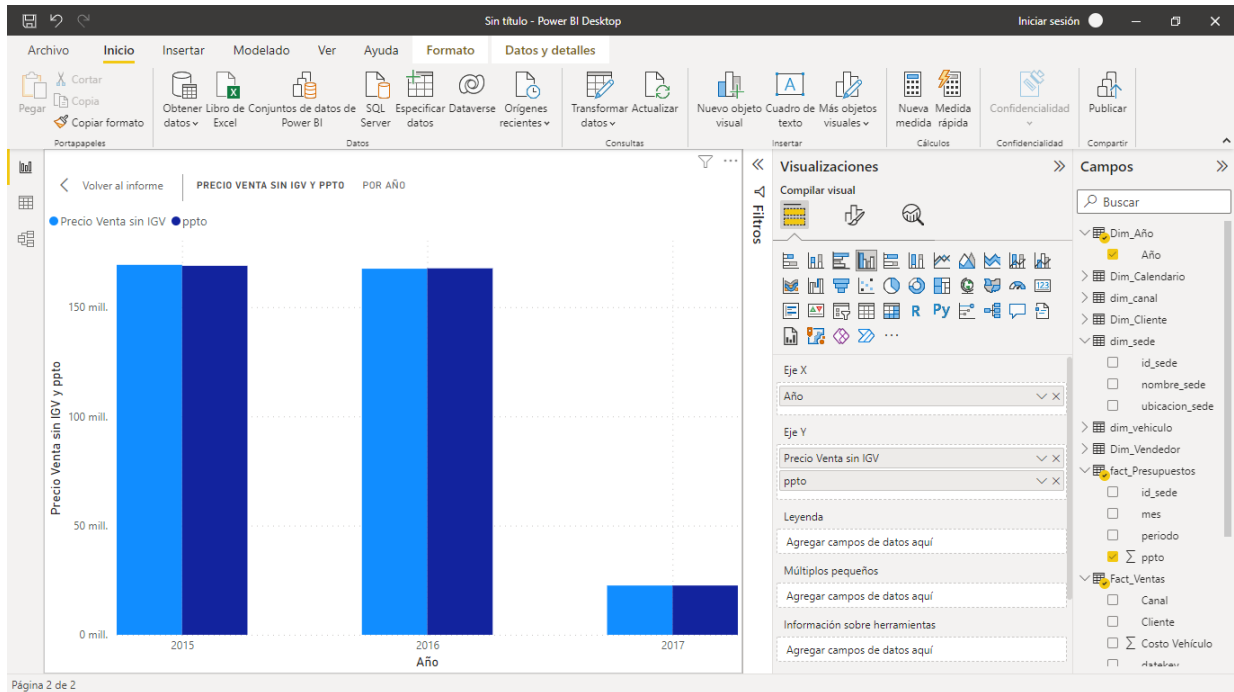 Sin título - Power BI Desktop
Iniciar sesión
Archivo Inicio Insertar Modelado Ver Ayuda Formato Datos y detalles
Pegar
Cortar
Copia
Copiar formato
Portapapeles
Obtener datos
Libro de Excel
Conjuntos de datos de Power BI
SQL Server
Especificar datos
Dataverse
Orígenes recientes
Datos
Transformar datos
Actualizar
Consultas
Nuevo objeto visual
Cuadro de texto
A
Más objetos visuales
Insertar
Nueva medida
Medida rápida
Cálculos
Confidencialidad
Confidencialidad
Publicar
Compartir
Volver al informe
PRECIO VENTA SIN IGV Y PPTO POR AÑO
Precio Venta sin IGV ppto
Precio Venta sin IGV y ppto
150 mill.
100 mill.
50 mill.
0 mill.
2015 2016 2017
Año
Filtros
Visualizaciones
Compilar visual
123
R Py
Eje X
Año
Eje Y
Precio Venta sin IGV
ppto
Leyenda
Agregar campos de datos aquí
Múltiplos pequeños
Agregar campos de datos aquí
Información sobre herramientas
Agregar campos de datos aquí
Campos
Buscar
Dim_Año
Año
Dim_Calendario
dim_canal
Dim_Cliente
dim_sede
id_sede
nombre_sede
ubicacion_sede
dim_vehiculo
Dim_Vendedor
fact_Presupuestos
id_sede
mes
periodo
∑ ppto
Fact_Ventas
Canal
Cliente
∑ Costo Vehículo
datekey
Página 2 de 2